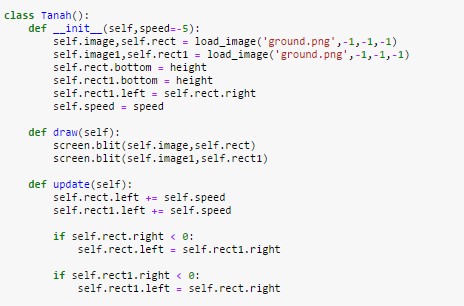 class Tanah():
    def __init__(self,speed=-5):
        self.image,self.rect = load_image('ground.png',-1,-1,-1)
        self.image1,self.rect1 = load_image('ground.png',-1,-1,-1)
        self.rect.bottom = height
        self.rect1.bottom = height
        self.rect1.left = self.rect.right
        self.speed = speed

    def draw(self):
        screen.blit(self.image,self.rect)
        screen.blit(self.image1,self.rect1)

    def update(self):
        self.rect.left += self.speed
        self.rect1.left += self.speed

        if self.rect.right < 0:
            self.rect.left = self.rect1.right

        if self.rect1.right < 0:
            self.rect1.left = self.rect.right